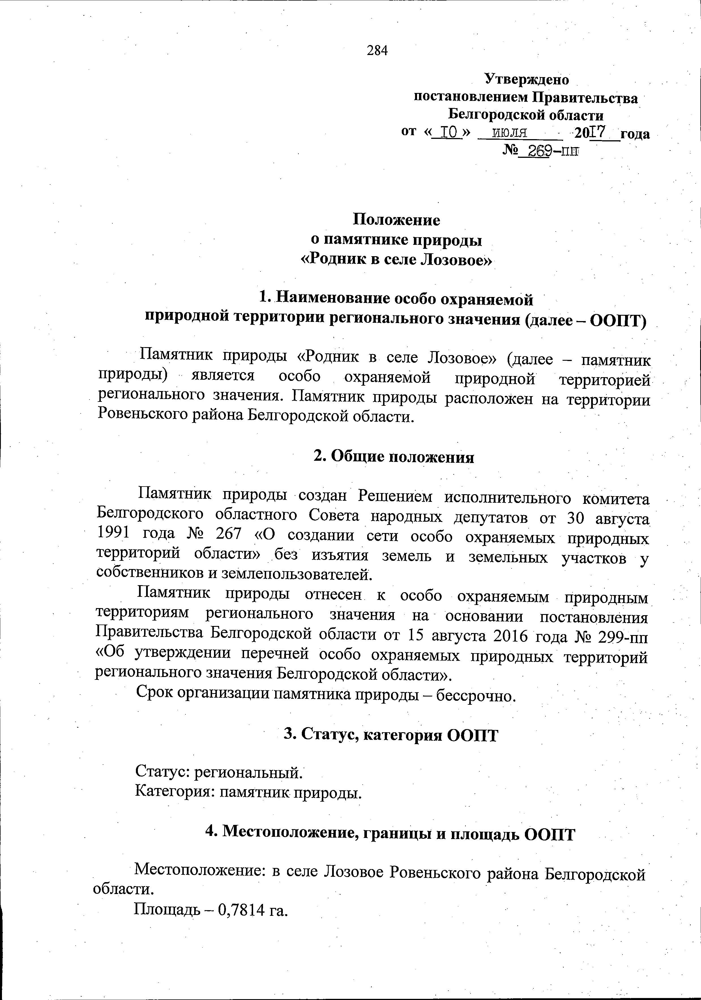 284
Утверждено
постановлением Правительства
Белгородской области
от « 10 » июля 2017 года
№ 269-пп
Положение
о памятнике природы
«Родник в селе Лозовое»
1. Наименование особо охраняемой
природной территории регионального значения (далее – ООПТ)
Памятник природы «Родник в селе Лозовое» (далее – памятник
природы) является особо охраняемой природной территорией
регионального значения. Памятник природы расположен на территории
Ровеньского района Белгородской области.
2. Общие положения
Памятник природы создан Решением исполнительного комитета
Белгородского областного Совета народных депутатов от 30 августа
1991 года № 267 «О создании сети особо охраняемых природных
территорий области» без изъятия земель и земельных участков у
собственников и землепользователей.
Памятник природы отнесен к особо охраняемым природным
территориям регионального значения на основании постановления
Правительства Белгородской области от 15 августа 2016 года № 299-пп
«Об утверждении перечней особо охраняемых природных территорий
регионального значения Белгородской области».
Срок организации памятника природы – бессрочно.
3. Статус, категория ООПТ
Статус: региональный.
Категория: памятник природы.
4. Местоположение, границы и площадь ООПТ
Местоположение: в селе Лозовое Ровеньского района Белгородской
области.
Площадь – 0,7814 га.